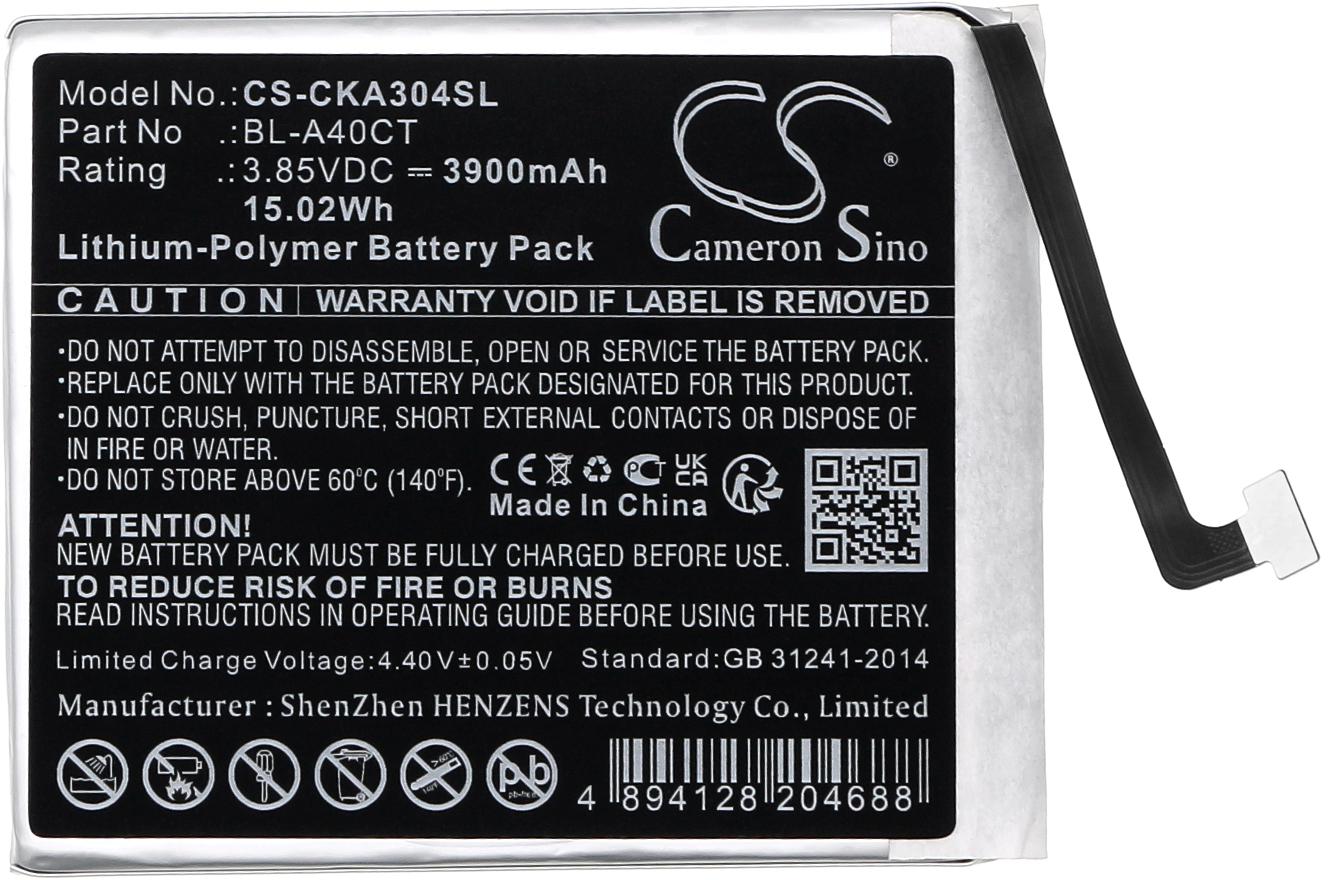 Model No.:CS-CKA304SL
Part No .:BL-A40CT
Rating .:3.85VDC ⎓ 3900mAh
15.02Wh
Lithium-Polymer Battery Pack
CS
®
Cameron Sino
CAUTION WARRANTY VOID IF LABEL IS REMOVED
·DO NOT ATTEMPT TO DISASSEMBLE, OPEN OR SERVICE THE BATTERY PACK.
·REPLACE ONLY WITH THE BATTERY PACK DESIGNATED FOR THIS PRODUCT.
·DO NOT CRUSH, PUNCTURE, SHORT EXTERNAL CONTACTS OR DISPOSE OF
IN FIRE OR WATER.
·DO NOT STORE ABOVE 60°C (140°F).
CE PCT UK CA
Made In China
ATTENTION!
NEW BATTERY PACK MUST BE FULLY CHARGED BEFORE USE.
TO REDUCE RISK OF FIRE OR BURNS
READ INSTRUCTIONS IN OPERATING GUIDE BEFORE USING THE BATTERY.
Limited Charge Voltage:4.40V±0.05V Standard:GB 31241-2014
Manufacturer : ShenZhen HENZENS Technology Co., Limited
>60°C
140°F
pb
pb-free
4 894128 204688